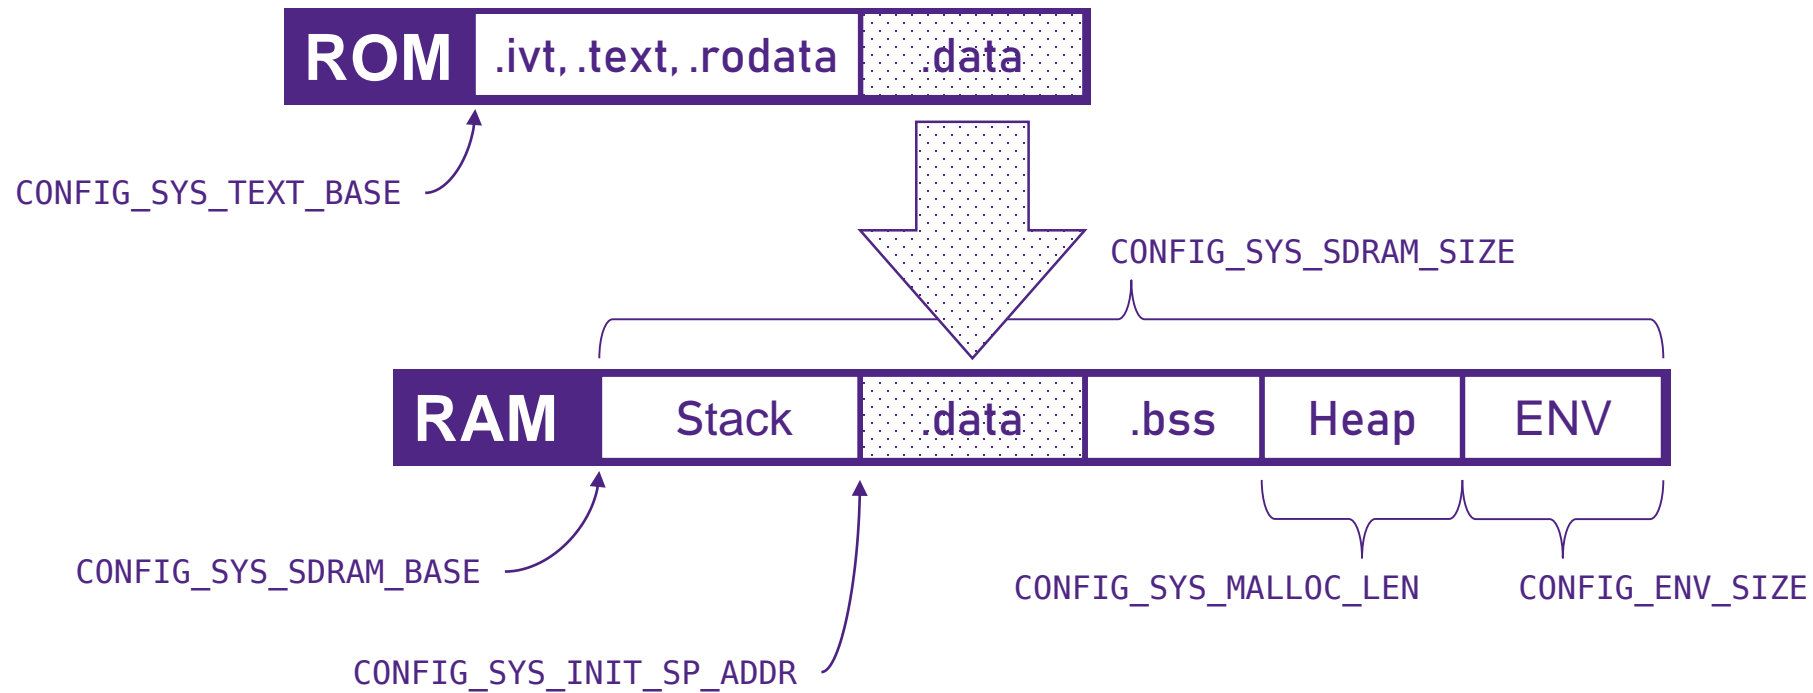 ROM .ivt, .text, .rodata .data
CONFIG_SYS_TEXT_BASE
CONFIG_SYS_SDRAM_SIZE
RAM Stack .data .bss Heap ENV
CONFIG_SYS_SDRAM_BASE
CONFIG_SYS_MALLOC_LEN CONFIG_ENV_SIZE
CONFIG_SYS_INIT_SP_ADDR